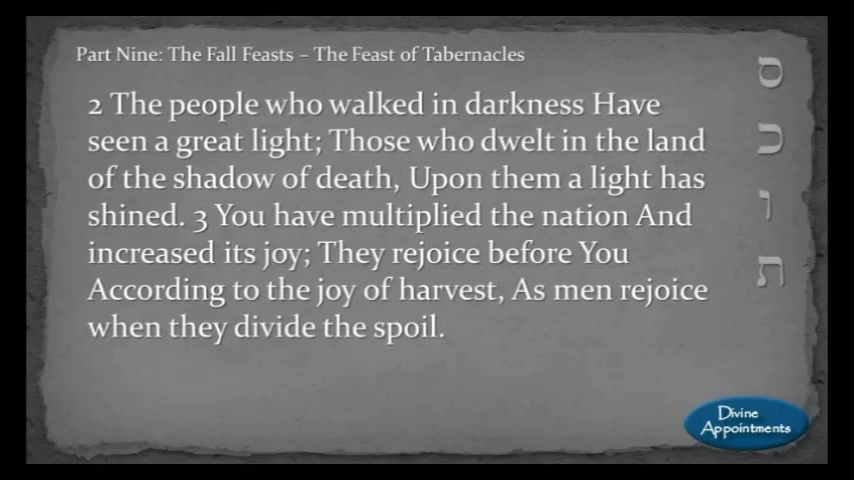 Part Nine: The Fall Feasts – The Feast of Tabernacles
2 The people who walked in darkness Have
seen a great light; Those who dwelt in the land
of the shadow of death, Upon them a light has
shined. 3 You have multiplied the nation And
increased its joy; They rejoice before You
According to the joy of harvest, As men rejoice
when they divide the spoil.
ס
כ
ו
ת
Divine
Appointments